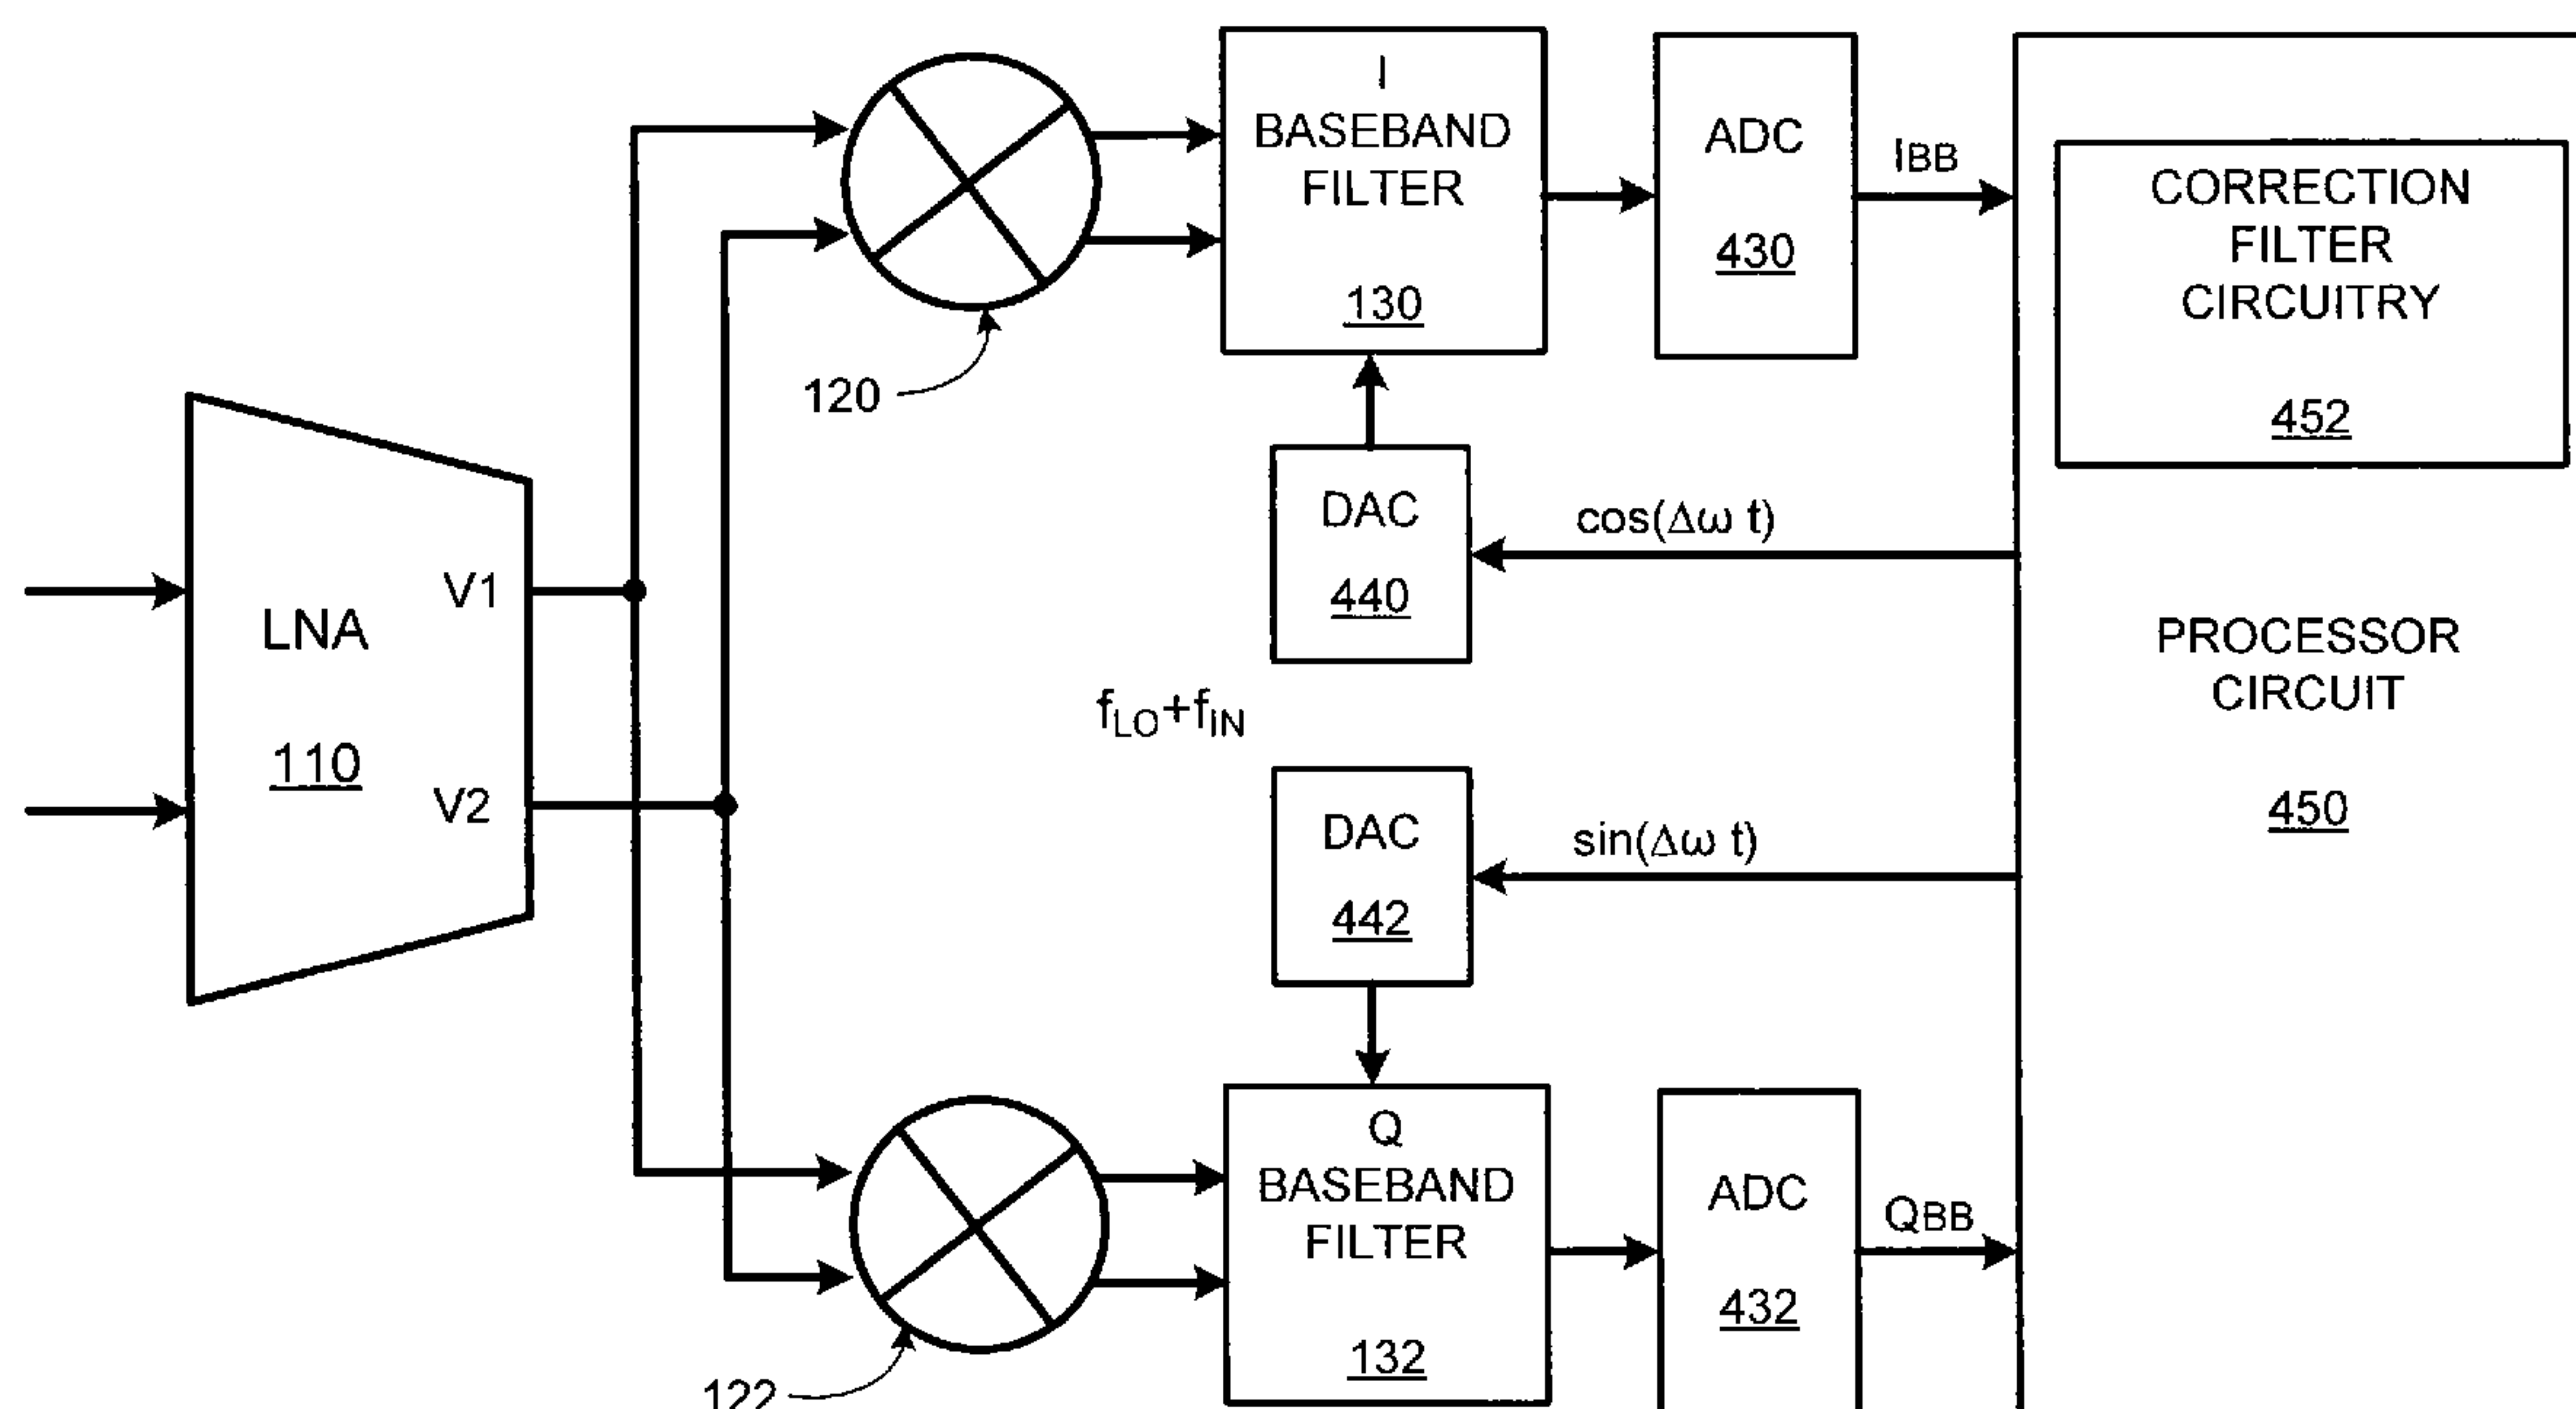 I
BASEBAND
FILTER
130
ADC
430
IBB
CORRECTION
FILTER
CIRCUITRY
452
120
DAC
440
cos(Δω t)
LNA
110
V1
V2
fLO+fIN
PROCESSOR
CIRCUIT
450
DAC
442
sin(Δω t)
Q
BASEBAND
FILTER
132
ADC
432
QBB
122